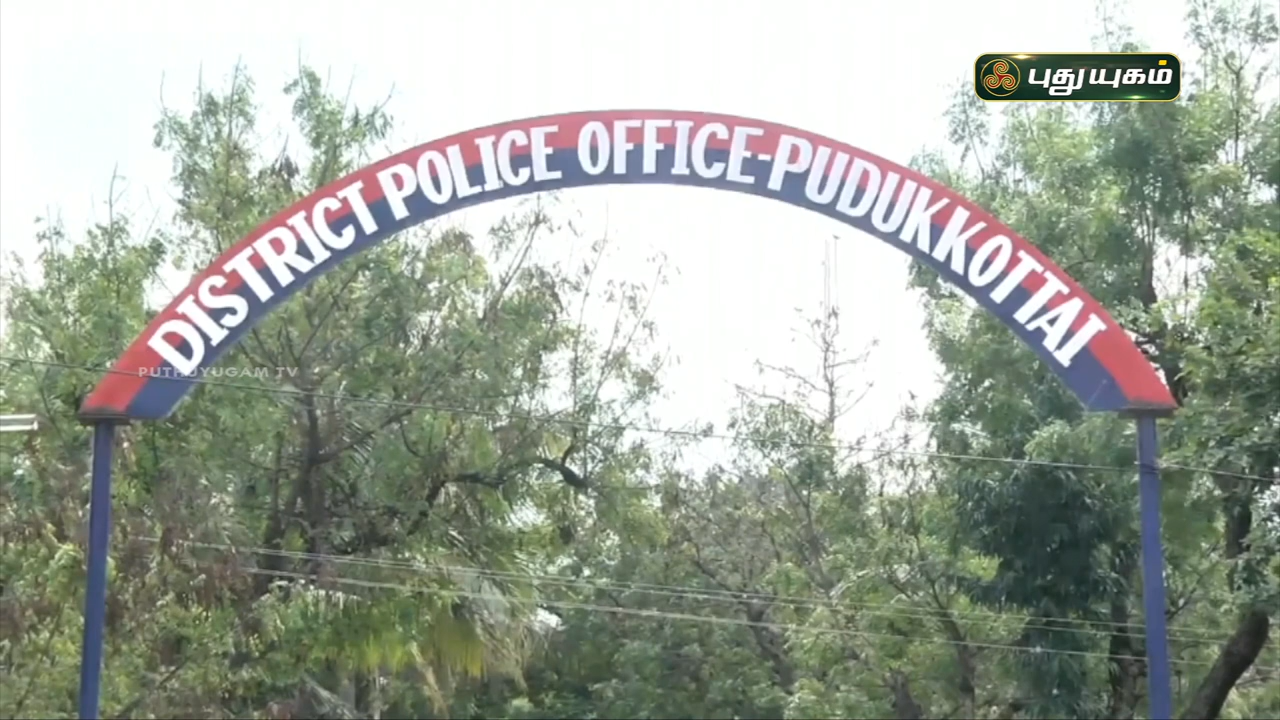 புதுயுகம்
DISTRICT POLICE OFFICE-PUDUKKOTTAI
PUTHUYUGAM TV